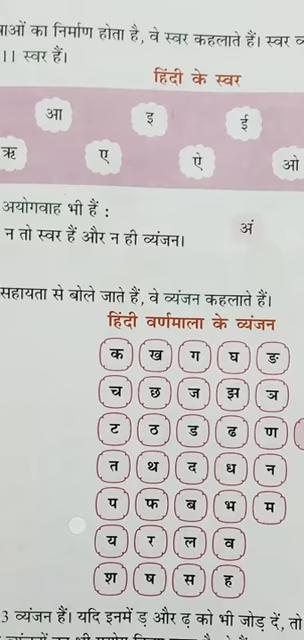 ाओं का निर्माण होता है, वे स्वर कहलाते हैं। स्वर
11 स्वर हैं।
हिंदी के स्वर
आ इ ई
ऋ ए ऐ ओ
अयोगवाह भी हैं :
अं
न तो स्वर हैं और न ही व्यंजन।
सहायता से बोले जाते हैं, वे व्यंजन कहलाते हैं।
हिंदी वर्णमाला के व्यंजन
क ख ग घ ङ
च छ ज झ ञ
ट ठ ड ढ ण
त थ द ध न
प फ ब भ म
य र ल व
श ष स ह
3 व्यंजन हैं। यदि इनमें ड़ और ढ़ को भी जोड़ दें, तो